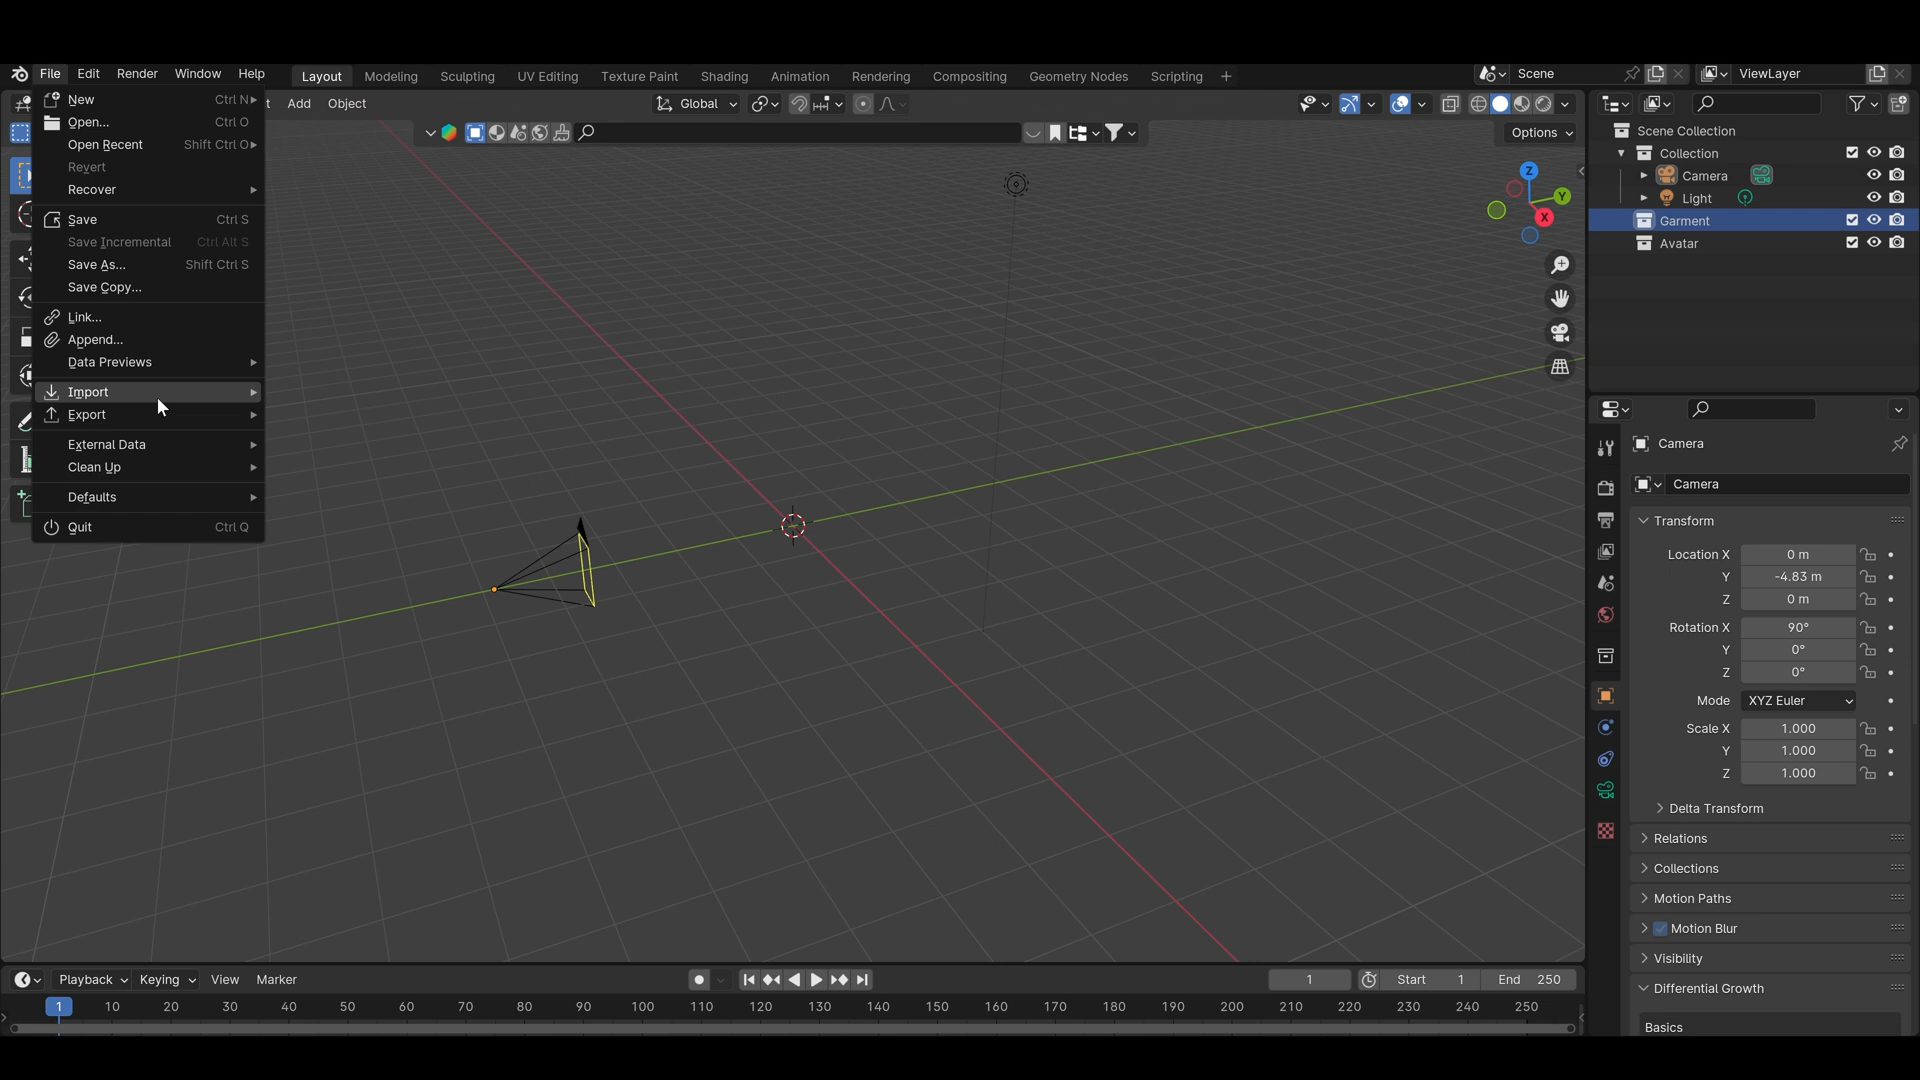 File Edit Render Window Help
Layout Modeling Sculpting UV Editing Texture Paint Shading Animation Rendering Compositing Geometry Nodes Scripting +
Scene
ViewLayer
New Ctrl N
Open... Ctrl O
Open Recent Shift Ctrl O
Revert
Recover
Save Ctrl S
Save Incremental Ctrl Alt S
Save As... Shift Ctrl S
Save Copy...
Link...
Append...
Data Previews
Import
Export
External Data
Clean Up
Defaults
Quit Ctrl Q
t Add Object
Global
Options
Z
Y
X
Scene Collection
Collection
Camera
Light
Garment
Avatar
Camera
Camera
Transform
Location X 0 m
Y -4.83 m
Z 0 m
Rotation X 90°
Y 0°
Z 0°
Mode XYZ Euler
Scale X 1.000
Y 1.000
Z 1.000
Delta Transform
Relations
Collections
Motion Paths
Motion Blur
Visibility
Differential Growth
Basics
Playback Keying View Marker
1
Start 1
End 250
1 10 20 30 40 50 60 70 80 90 100 110 120 130 140 150 160 170 180 190 200 210 220 230 240 250